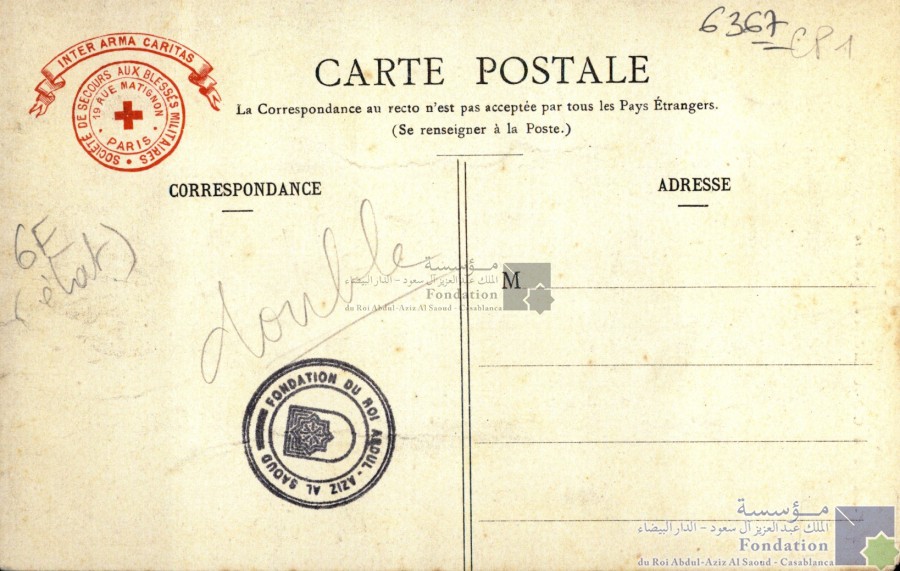 6367
CP1
INTER ARMA CARITAS
SOCIÉTÉ DE SECOURS AUX BLESSÉS MILITAIRES
19 RUE MATIGNON
PARIS
CARTE POSTALE
La Correspondance au recto n'est pas acceptée par tous les Pays Étrangers.
(Se renseigner à la Poste.)
CORRESPONDANCE
ADRESSE
6F
(état)
double
M
مؤسسة
الملك عبد العزيز آل سعود - الدار البيضاء
Fondation
du Roi Abdul-Aziz Al Saoud - Casablanca
FONDATION DU ROI ABDUL-AZIZ AL SAOUD
مؤسسة
الملك عبد العزيز آل سعود - الدار البيضاء
Fondation
du Roi Abdul-Aziz Al Saoud - Casablanca